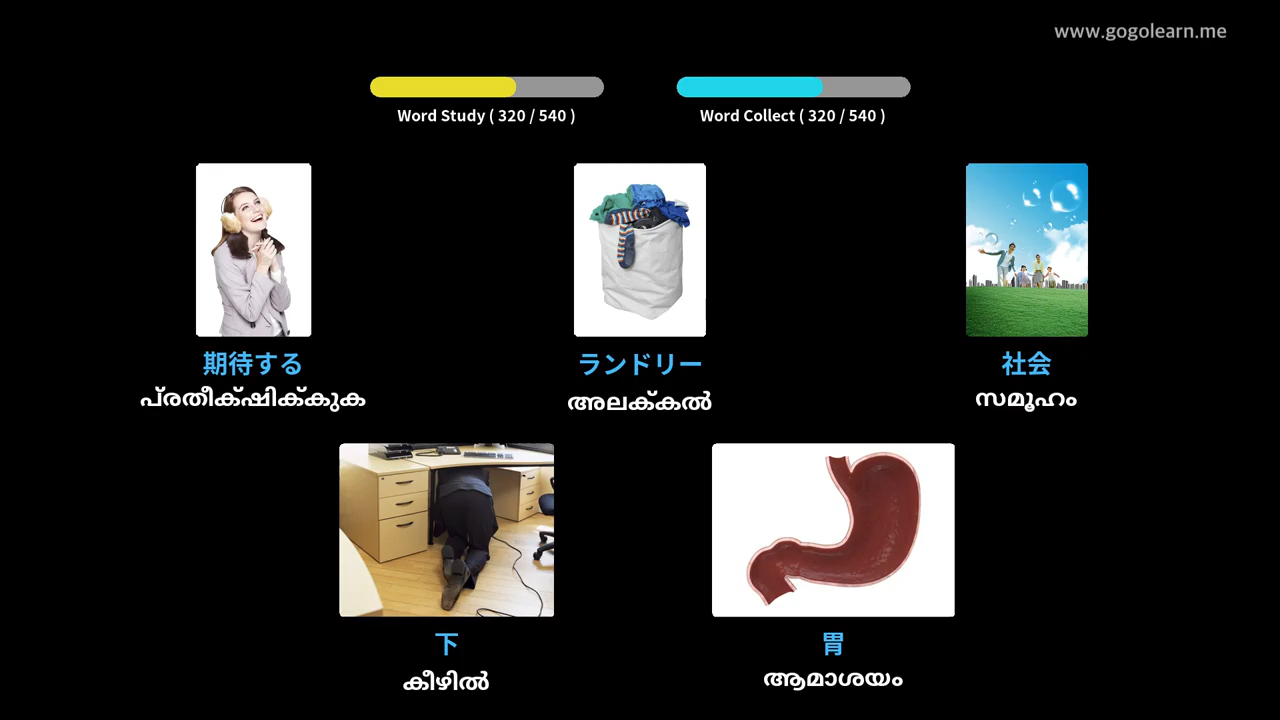 www.gogolearn.me
Word Study ( 320 / 540 )
Word Collect ( 320 / 540 )
期待する
ランドリー
社会
പ്രതീക്ഷിക്കുക
അലക്കൽ
സമൂഹം
下
胃
കീഴിൽ
ആമാശയം